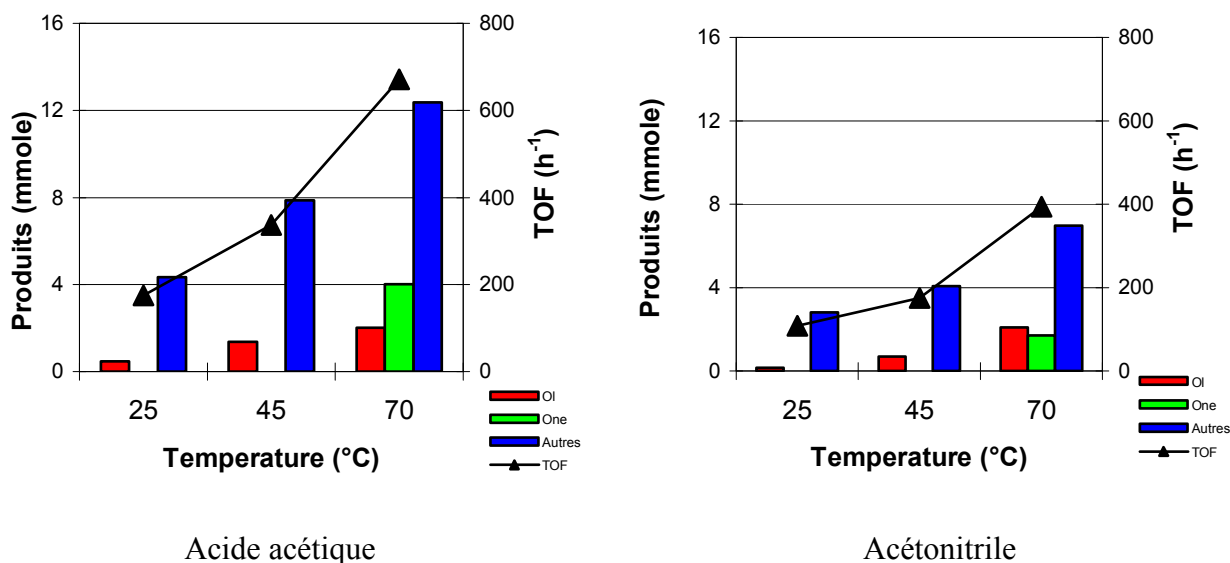 16
12
8
4
0
Produits (mmole)
800
600
400
200
0
TOF (h-1)
25 45 70
Temperature (°C)
Ol
One
Autres
TOF
Acide acétique
16
12
8
4
0
Produits (mmole)
800
600
400
200
0
TOF (h-1)
25 45 70
Temperature (°C)
Ol
One
Autres
TOF
Acétonitrile